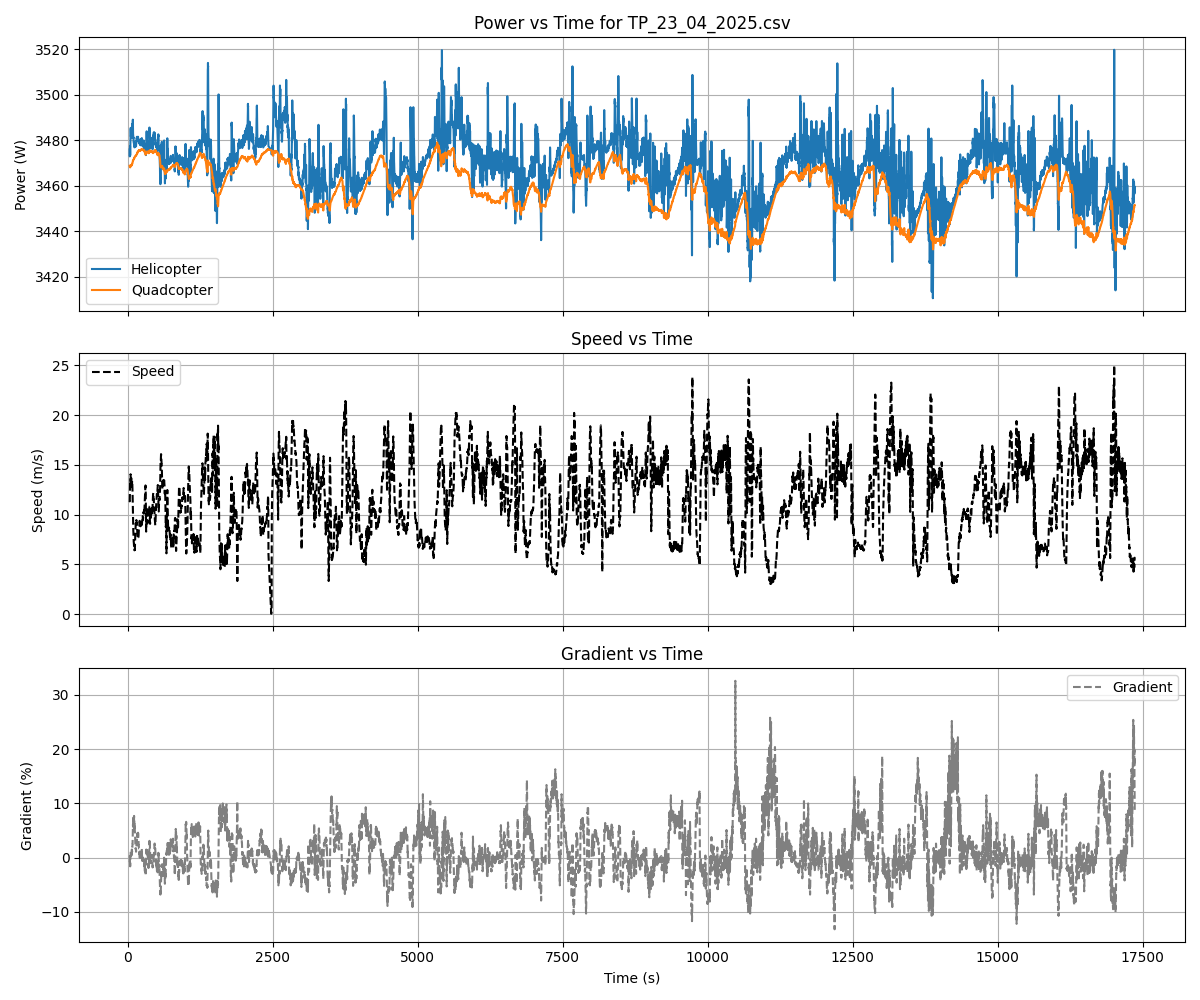 Power vs Time for TP_23_04_2025.csv
3520
3500
3480
3460
3440
3420
Power (W)
Helicopter
Quadcopter
Speed vs Time
25
20
15
10
5
0
Speed (m/s)
Speed
Gradient vs Time
30
20
10
0
−10
Gradient (%)
Gradient
0 2500 5000 7500 10000 12500 15000 17500
Time (s)